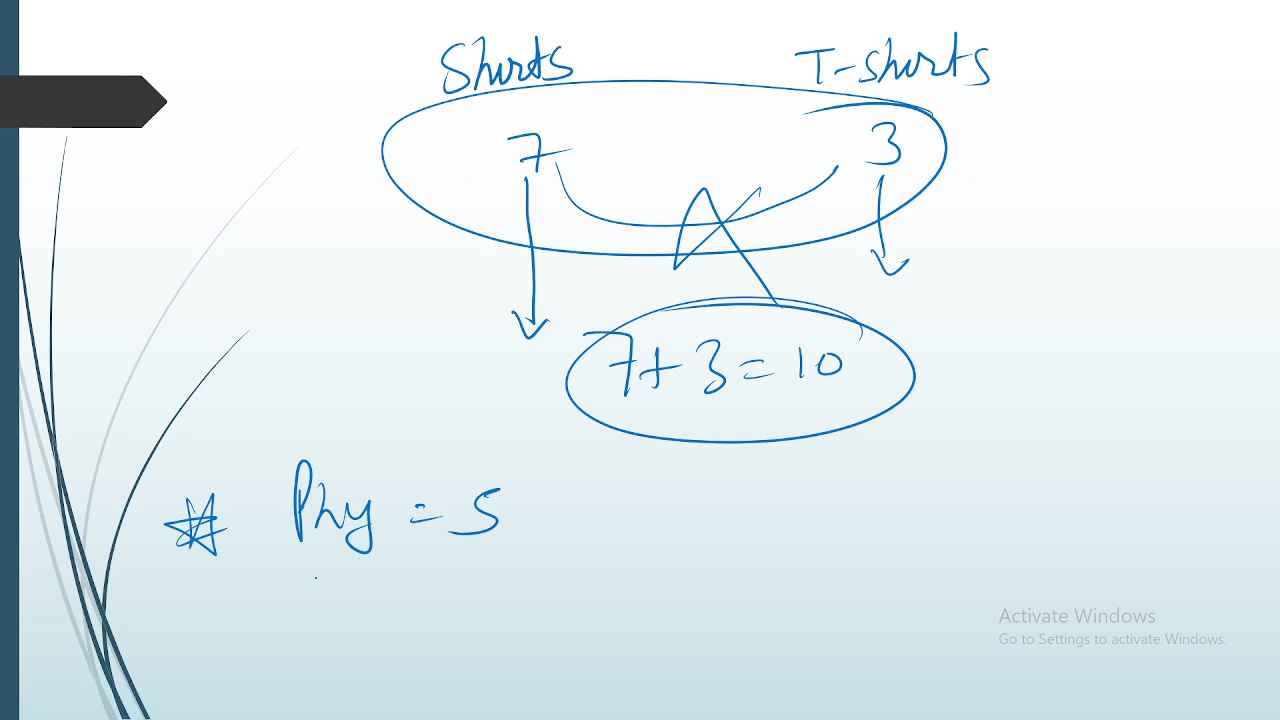 Shirts T-shirts
7 3
7+3=10
# Phy = 5
Activate Windows
Go to Settings to activate Windows.